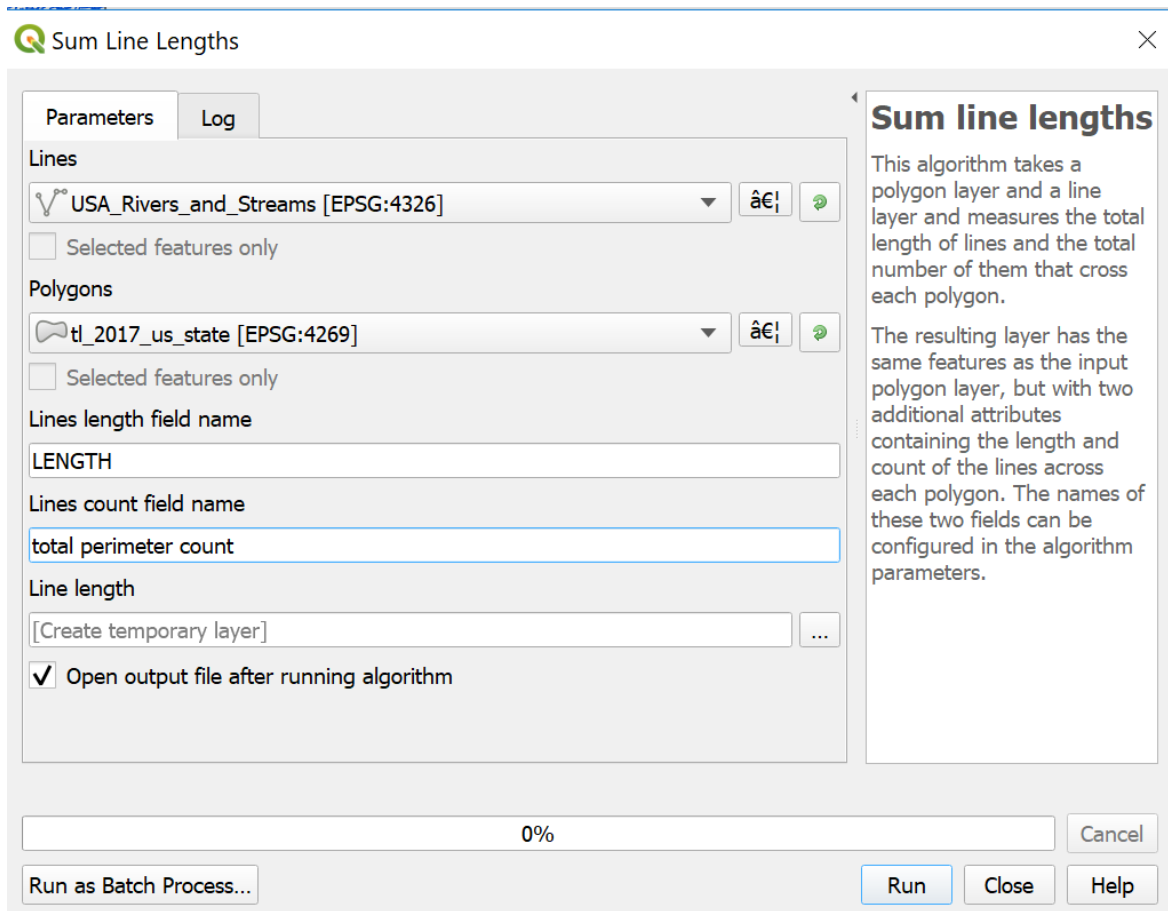 Sum Line Lengths
Parameters
Log
Lines
USA_Rivers_and_Streams [EPSG:4326]
â€¦
Selected features only
Polygons
tl_2017_us_state [EPSG:4269]
â€¦
Selected features only
Lines length field name
LENGTH
Lines count field name
total perimeter count
Line length
[Create temporary layer]
...
Open output file after running algorithm
Sum line lengths
This algorithm takes a
polygon layer and a line
layer and measures the total
length of lines and the total
number of them that cross
each polygon.
The resulting layer has the
same features as the input
polygon layer, but with two
additional attributes
containing the length and
count of the lines across
each polygon. The names of
these two fields can be
configured in the algorithm
parameters.
0%
Cancel
Run as Batch Process...
Run
Close
Help